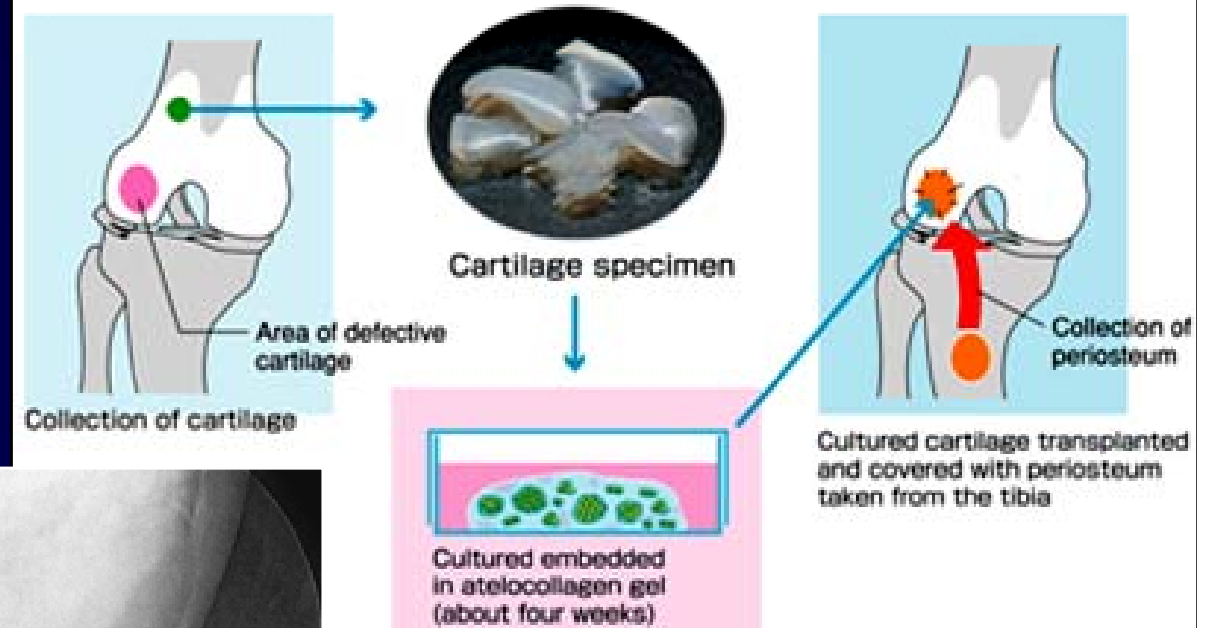 Cartilage specimen
Area of defective
cartilage
Collection of cartilage
Cultured embedded
in atelocollagen gel
(about four weeks)
Collection of
periosteum
Cultured cartilage transplanted
and covered with periosteum
taken from the tibia